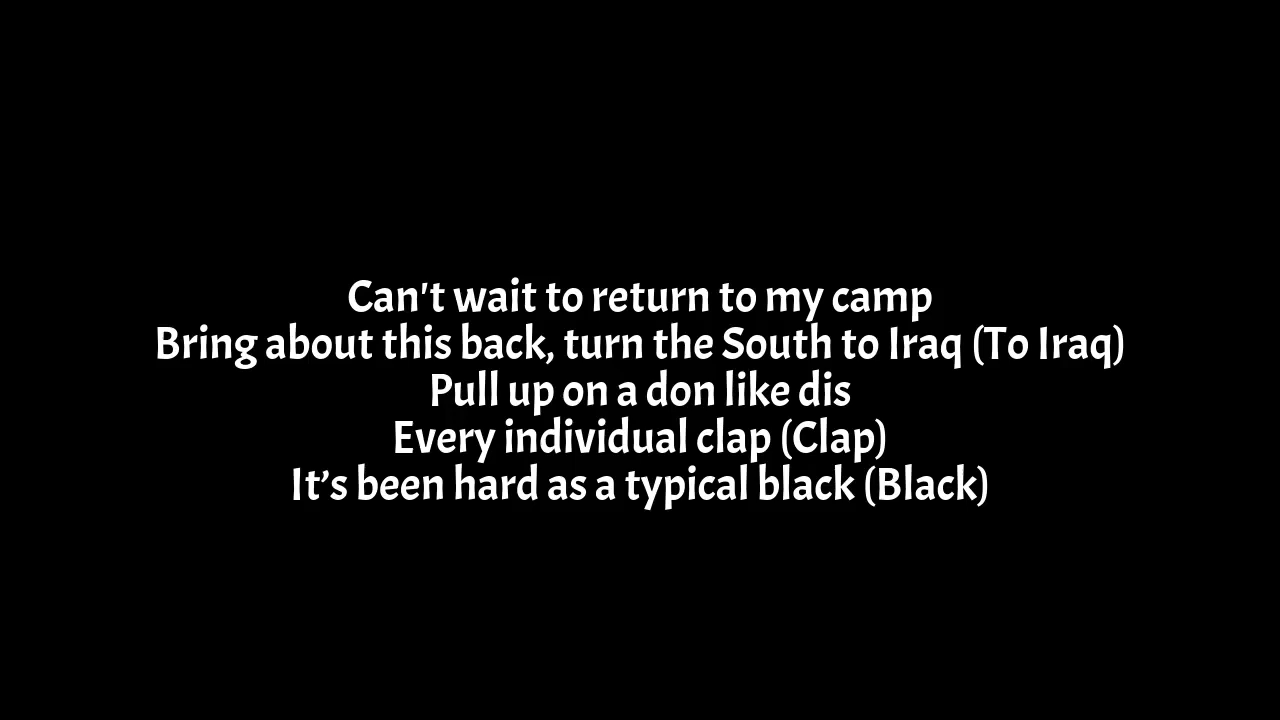 Can't wait to return to my camp
Bring about this back, turn the South to Iraq (To Iraq)
Pull up on a don like dis
Every individual clap (Clap)
It’s been hard as a typical black (Black)